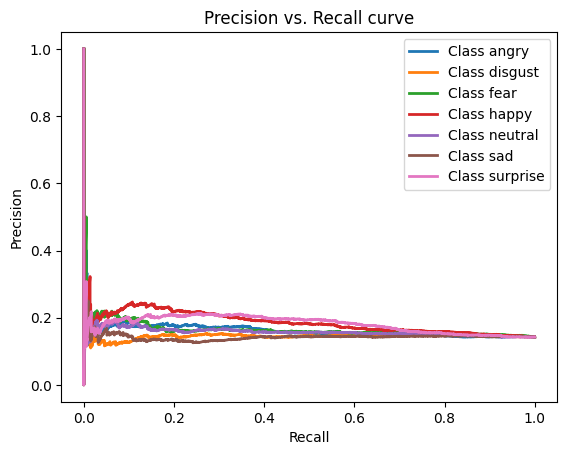 Precision vs. Recall curve
Class angry
Class disgust
Class fear
Class happy
Class neutral
Class sad
Class surprise
1.0
0.8
0.6
0.4
0.2
0.0
Precision
0.0 0.2 0.4 0.6 0.8 1.0
Recall